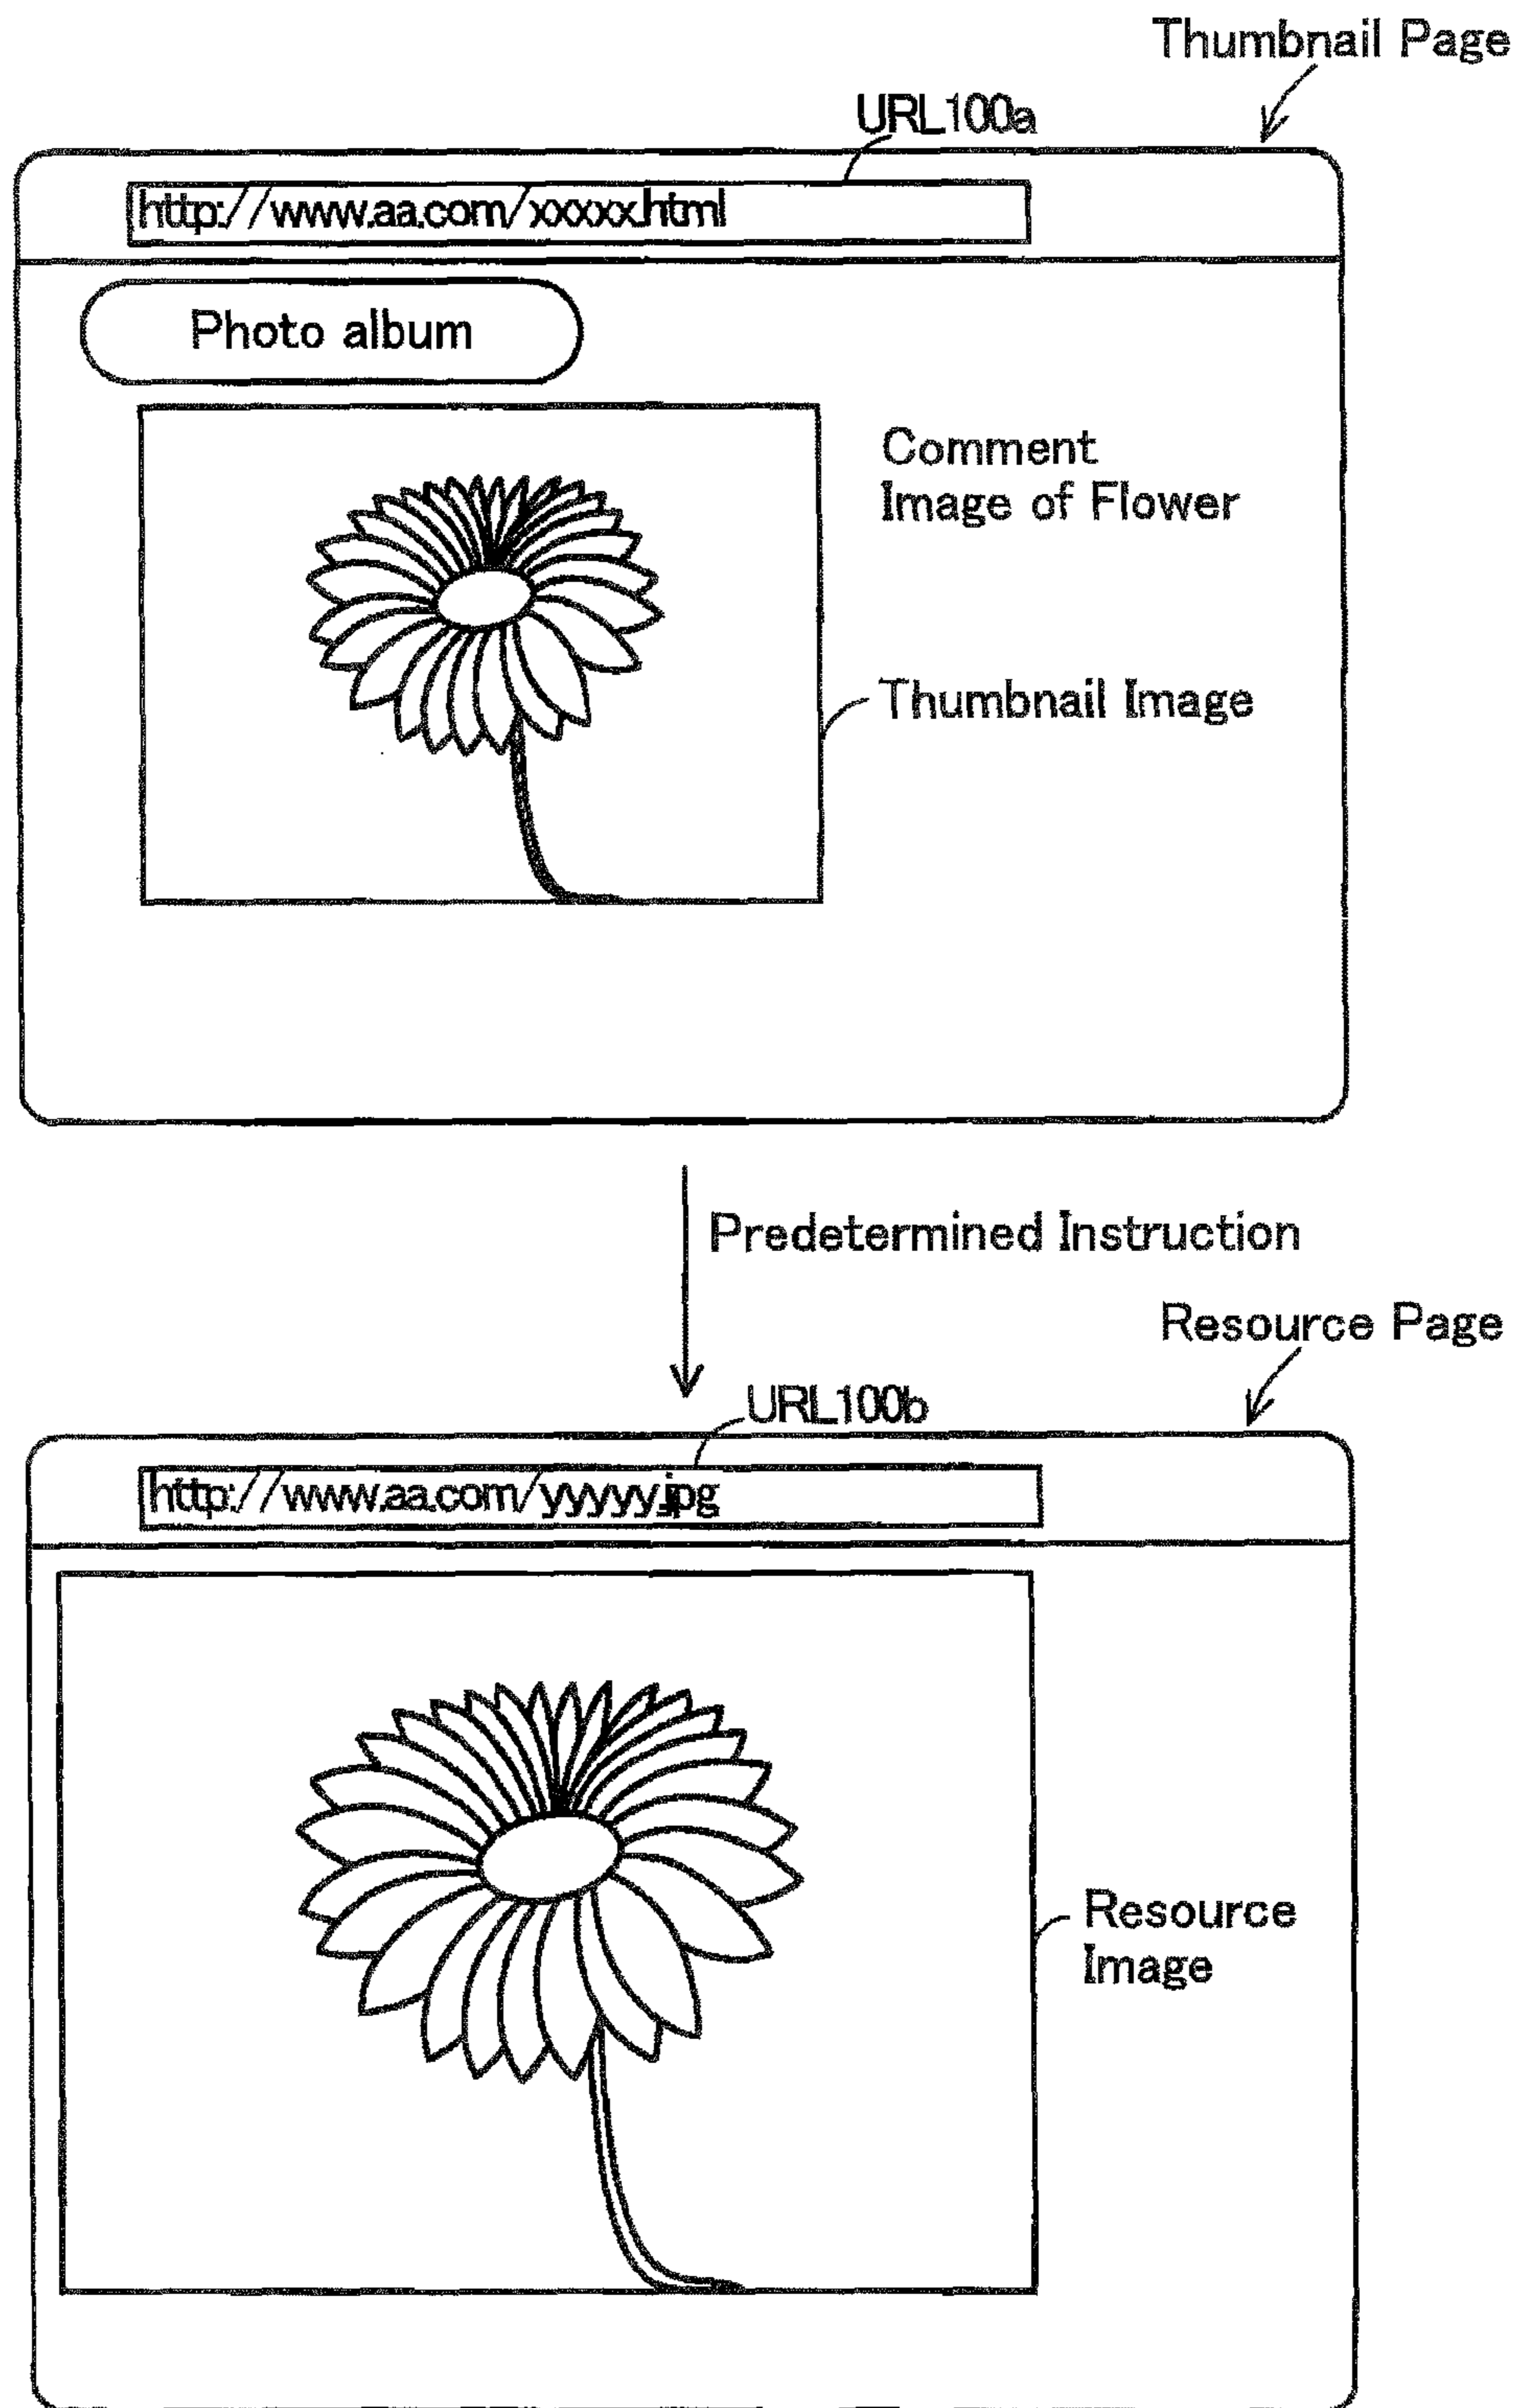 Thumbnail Page
URL100a
http://www.aa.com/xxxxx.html
Photo album
Comment
Image of Flower
Thumbnail Image
Predetermined Instruction
Resource Page
URL100b
http://www.aa.com/yyyyy.jpg
Resource
Image